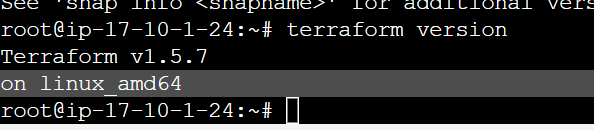 See 'snap info <snapname>' for additional vers
root@ip-17-10-1-24:~# terraform version
Terraform v1.5.7
on linux_amd64
root@ip-17-10-1-24:~#